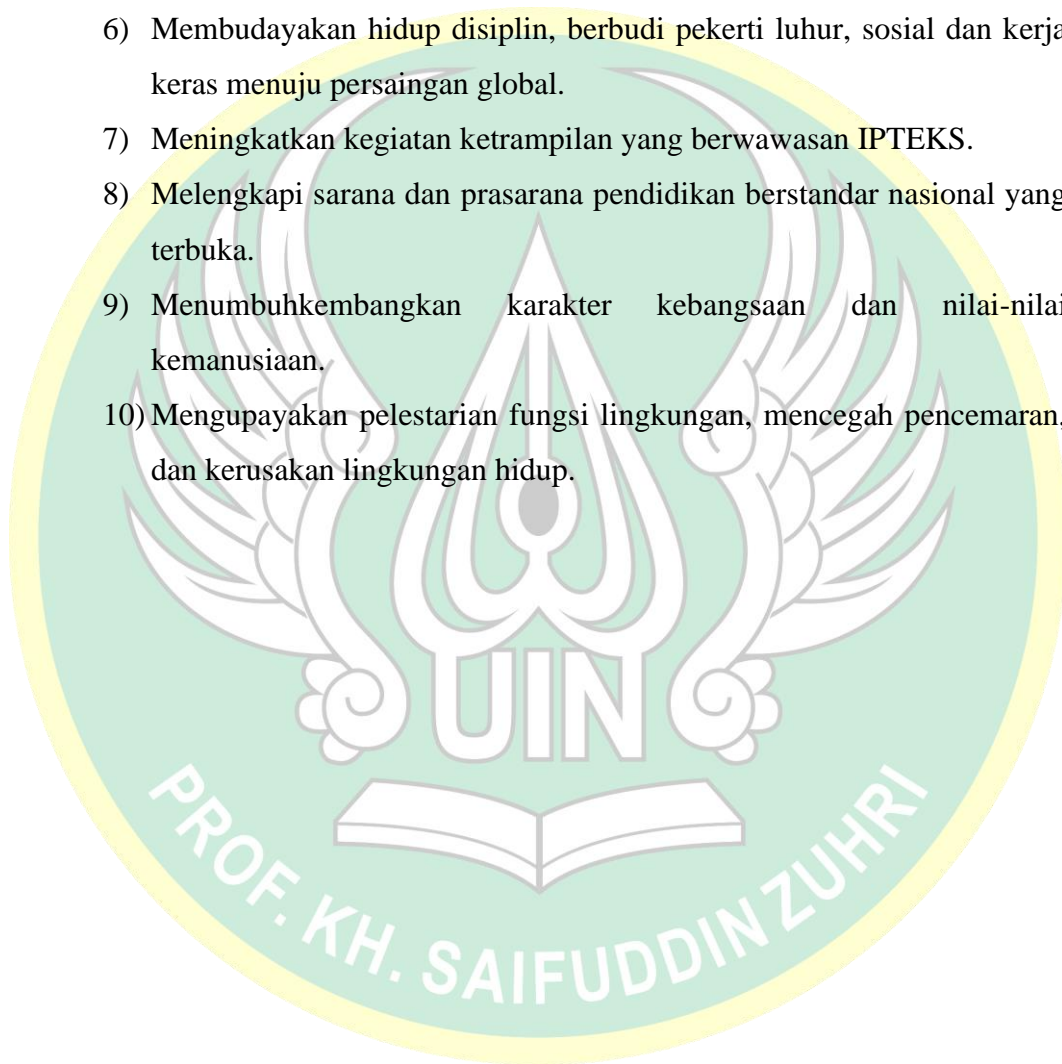 6) Membudayakan hidup disiplin, berbudi pekerti luhur, sosial dan kerja
keras menuju persaingan global.
7) Meningkatkan kegiatan ketrampilan yang berwawasan IPTEKS.
8) Melengkapi sarana dan prasarana pendidikan berstandar nasional yang
terbuka.
9) Menumbuhkembangkan karakter kebangsaan dan nilai-nilai
kemanusiaan.
10) Mengupayakan pelestarian fungsi lingkungan, mencegah pencemaran,
dan kerusakan lingkungan hidup.
UIN
PROF. KH. SAIFUDDIN ZUHRI